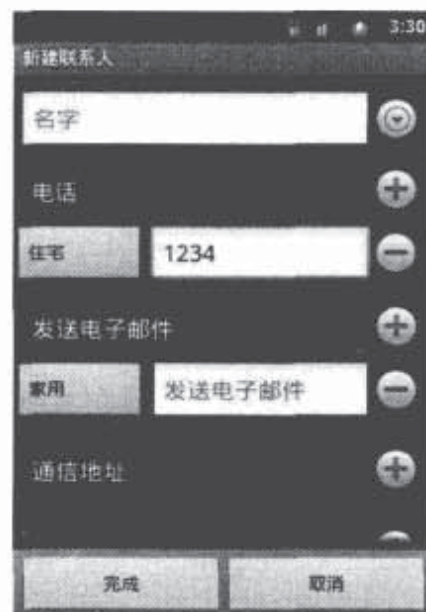 3:30
新建联系人
名字
电话
住宅 1234
发送电子邮件
家用 发送电子邮件
通信地址
完成 取消